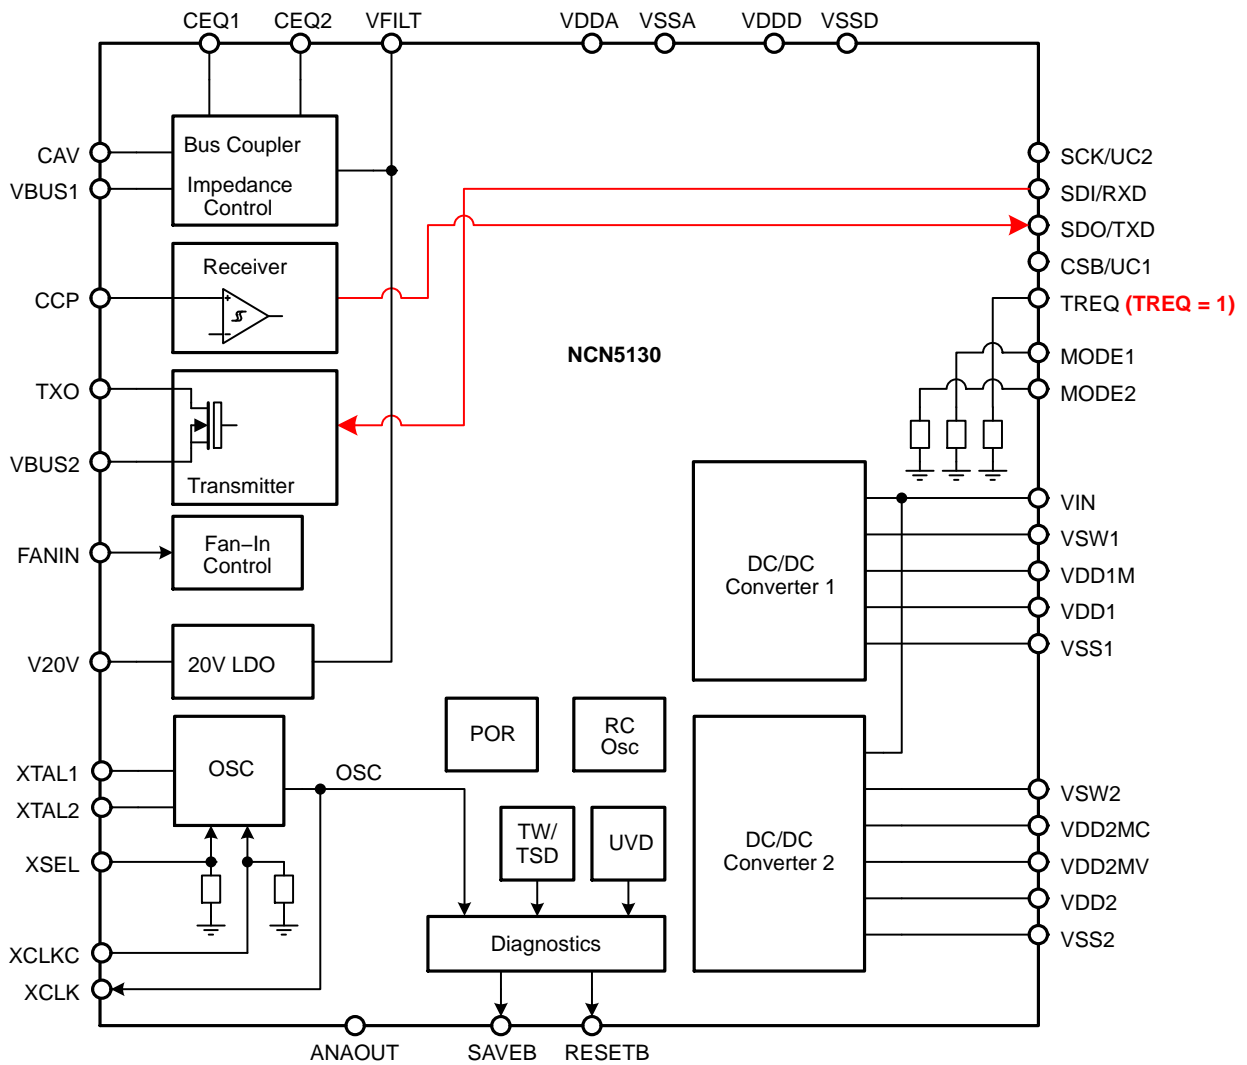 CEQ1
CEQ2
VFILT
VDDA
VSSA
VDDD
VSSD
CAV
VBUS1
Bus Coupler
Impedance
Control
SCK/UC2
SDI/RXD
SDO/TXD
CSB/UC1
TREQ (TREQ = 1)
MODE1
MODE2
CCP
Receiver
+
−
NCN5130
TXO
VBUS2
Transmitter
FANIN
Fan−In
Control
V20V
20V LDO
DC/DC
Converter 1
VIN
VSW1
VDD1M
VDD1
VSS1
XTAL1
XTAL2
OSC
OSC
POR
RC
Osc
TW/
TSD
UVD
DC/DC
Converter 2
VSW2
VDD2MC
VDD2MV
VDD2
VSS2
XSEL
XCLKC
XCLK
Diagnostics
ANAOUT
SAVEB
RESETB